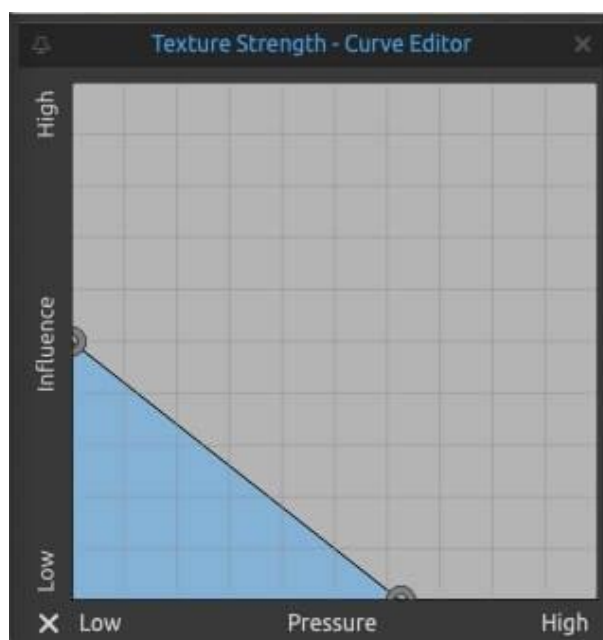 Texture Strength - Curve Editor
High
Influence
Low
Low Pressure High